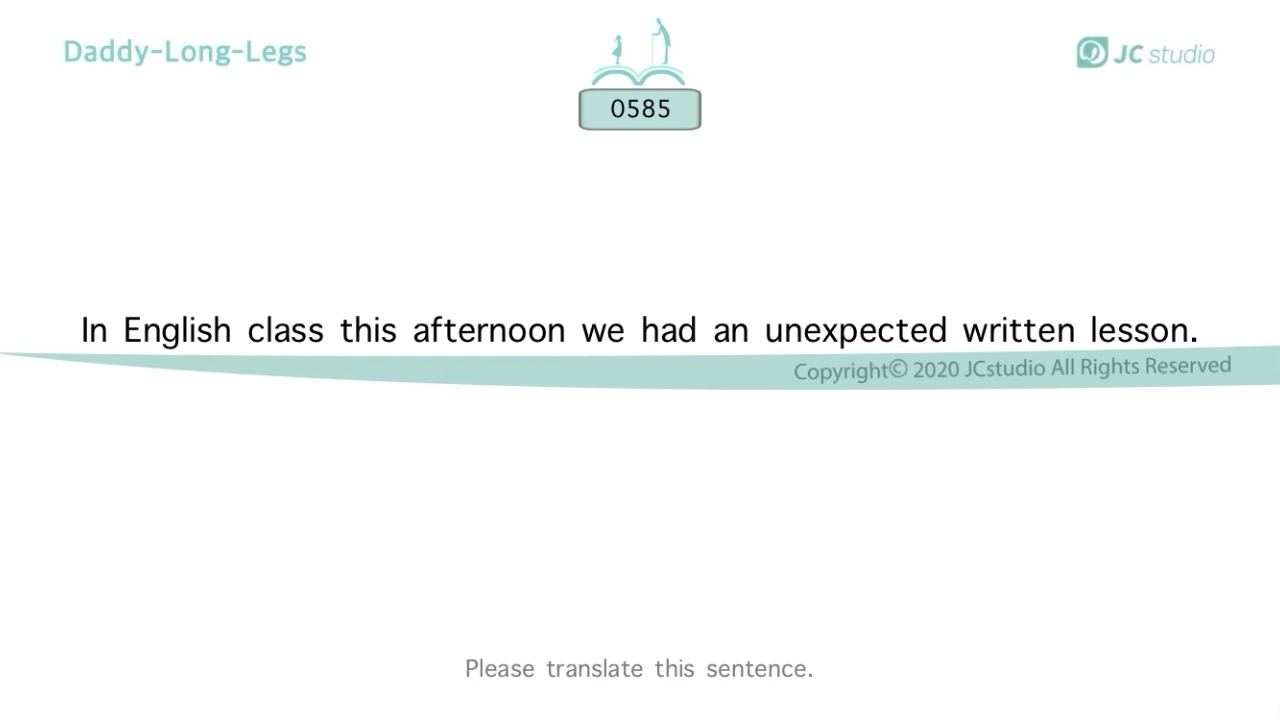 Daddy-Long-Legs
JC studio
0585
In English class this afternoon we had an unexpected written lesson.
Copyright© 2020 JCstudio All Rights Reserved
Please translate this sentence.